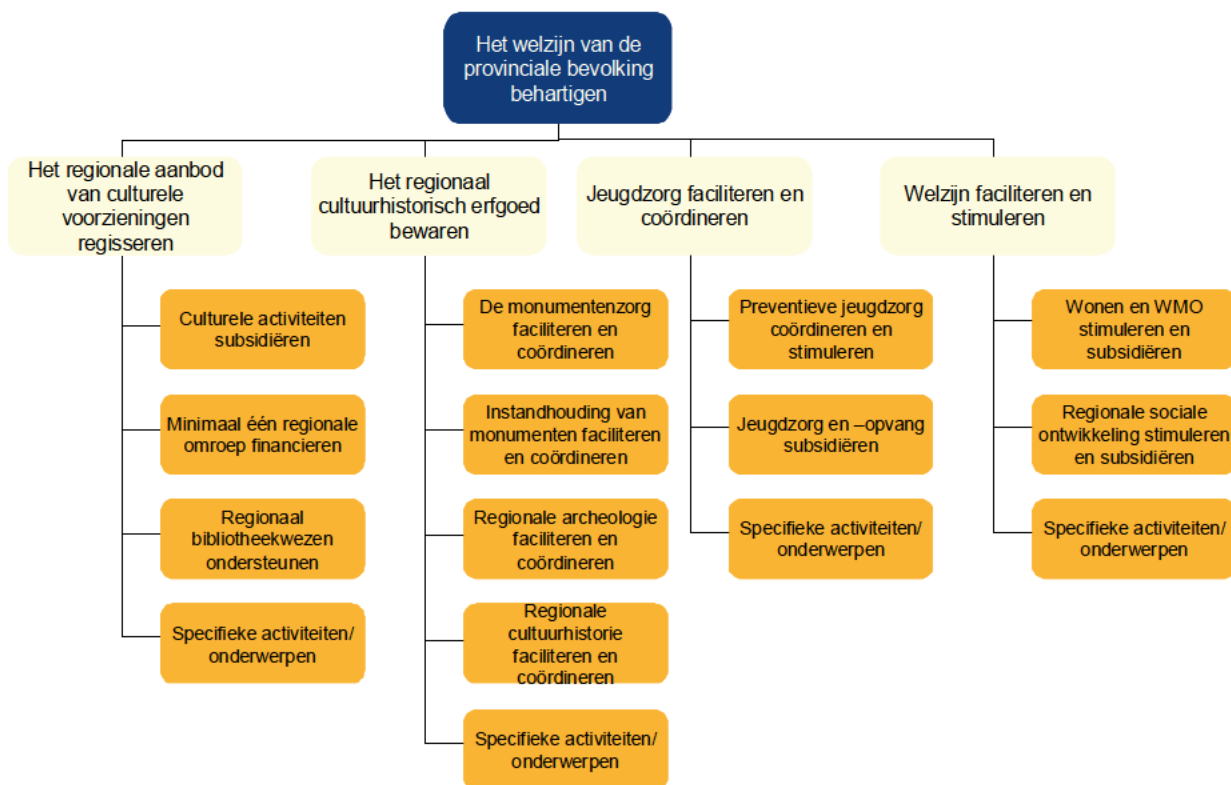 Het welzijn van de
provinciale bevolking
behartigen
Het regionale aanbod
van culturele
voorzieningen
regisseren
Culturele activiteiten
subsidiëren
Minimaal één regionale
omroep financieren
Regionaal
bibliotheekwezen
ondersteunen
Specifieke activiteiten/
onderwerpen
Het regionaal
cultuurhistorisch erfgoed
bewaren
De monumentenzorg
faciliteren en
coördineren
Instandhouding van
monumenten faciliteren
en coördineren
Regionale archeologie
faciliteren en
coördineren
Regionale
cultuurhistorie
faciliteren en
coördineren
Specifieke activiteiten/
onderwerpen
Jeugdzorg faciliteren en
coördineren
Preventieve jeugdzorg
coördineren en
stimuleren
Jeugdzorg en –opvang
subsidiëren
Specifieke activiteiten/
onderwerpen
Welzijn faciliteren en
stimuleren
Wonen en WMO
stimuleren en
subsidiëren
Regionale sociale
ontwikkeling stimuleren
en subsidiëren
Specifieke activiteiten/
onderwerpen